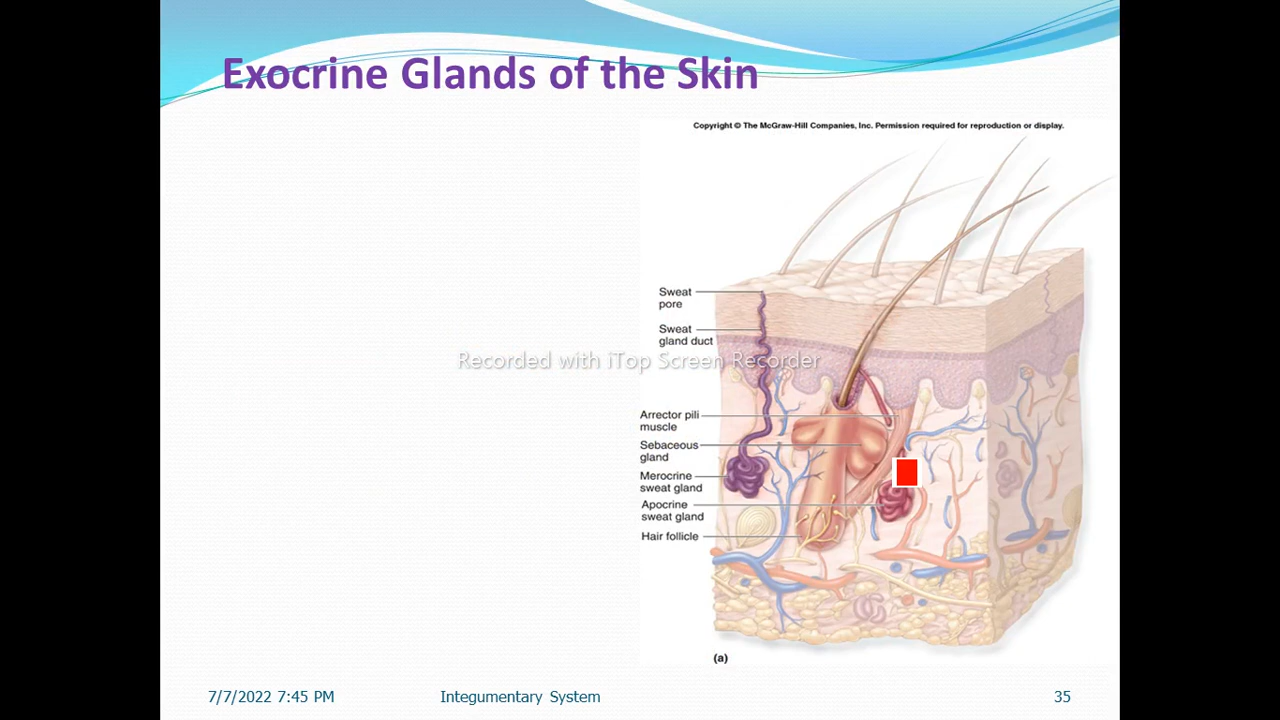 Exocrine Glands of the Skin
Copyright © The McGraw-Hill Companies, Inc. Permission required for reproduction or display.
Sweat
pore
Sweat
gland duct
Recorded with iTop Screen Recorder
Arrector pili
muscle
Sebaceous
gland
Merocrine
sweat gland
Apocrine
sweat gland
Hair follicle
(a)
7/7/2022 7:45 PM
Integumentary System
35